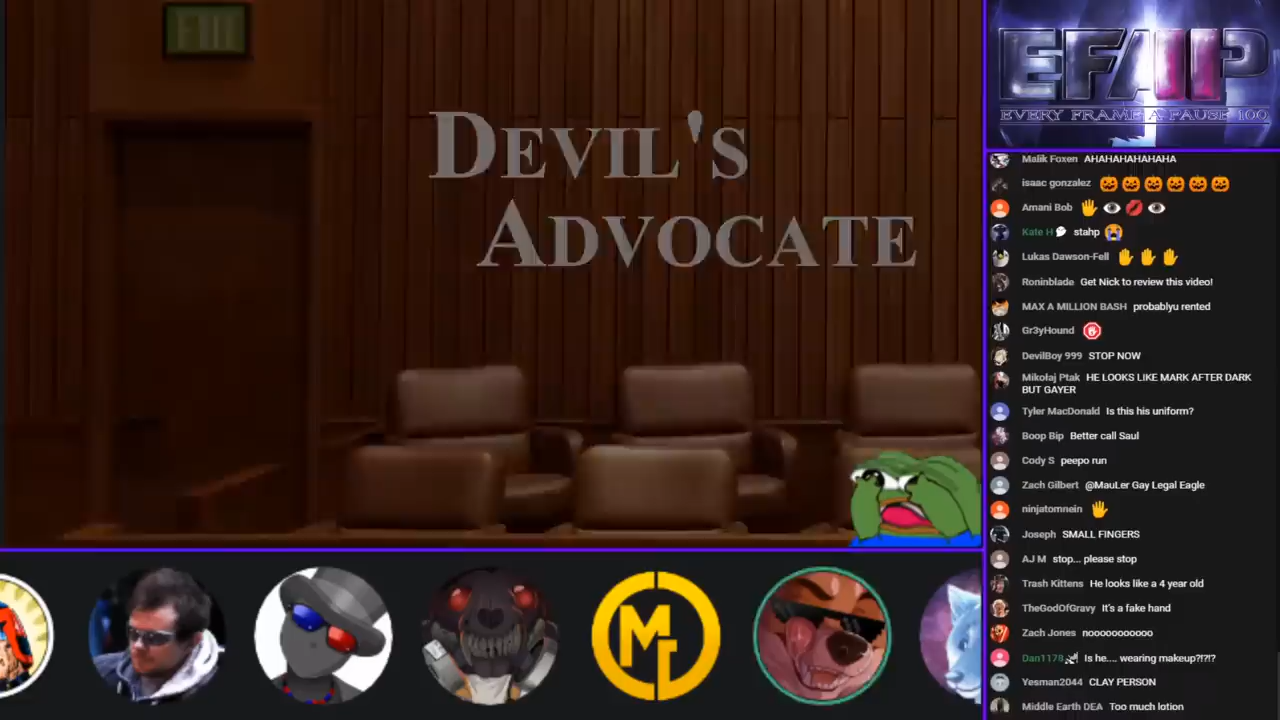 DEVIL'S
ADVOCATE
EFAP
EVERY FRAME A PAUSE 100
Malik Foxen AHAHAHAHAHAHA
isaac gonzalez 🎃🎃🎃🎃🎃🎃
Amani Bob 🖐👁💋👁
Kate H stahp 😭
Lukas Dawson-Fell ✋✋✋
Roninblade Get Nick to review this video!
MAX A MILLION BASH probablyu rented
Gr3yHound
DevilBoy 999 STOP NOW
Mikołaj Ptak HE LOOKS LIKE MARK AFTER DARK
BUT GAYER
Tyler MacDonald Is this his uniform?
Boop Bip Better call Saul
Cody S peepo run
Zach Gilbert @MauLer Gay Legal Eagle
ninjatomnein 🖐
Joseph SMALL FINGERS
AJ M stop... please stop
Trash Kittens He looks like a 4 year old
TheGodOfGravy It's a fake hand
Zach Jones nooooooooooo
Dan1178 Is he.... wearing makeup?!?!?
Yesman2044 CLAY PERSON
Middle Earth DEA Too much lotion